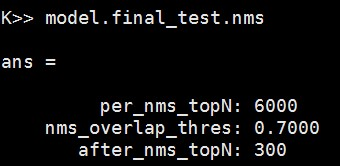 K>> model.final_test.nms
ans =
per_nms_topN: 6000
nms_overlap_thres: 0.7000
after_nms_topN: 300